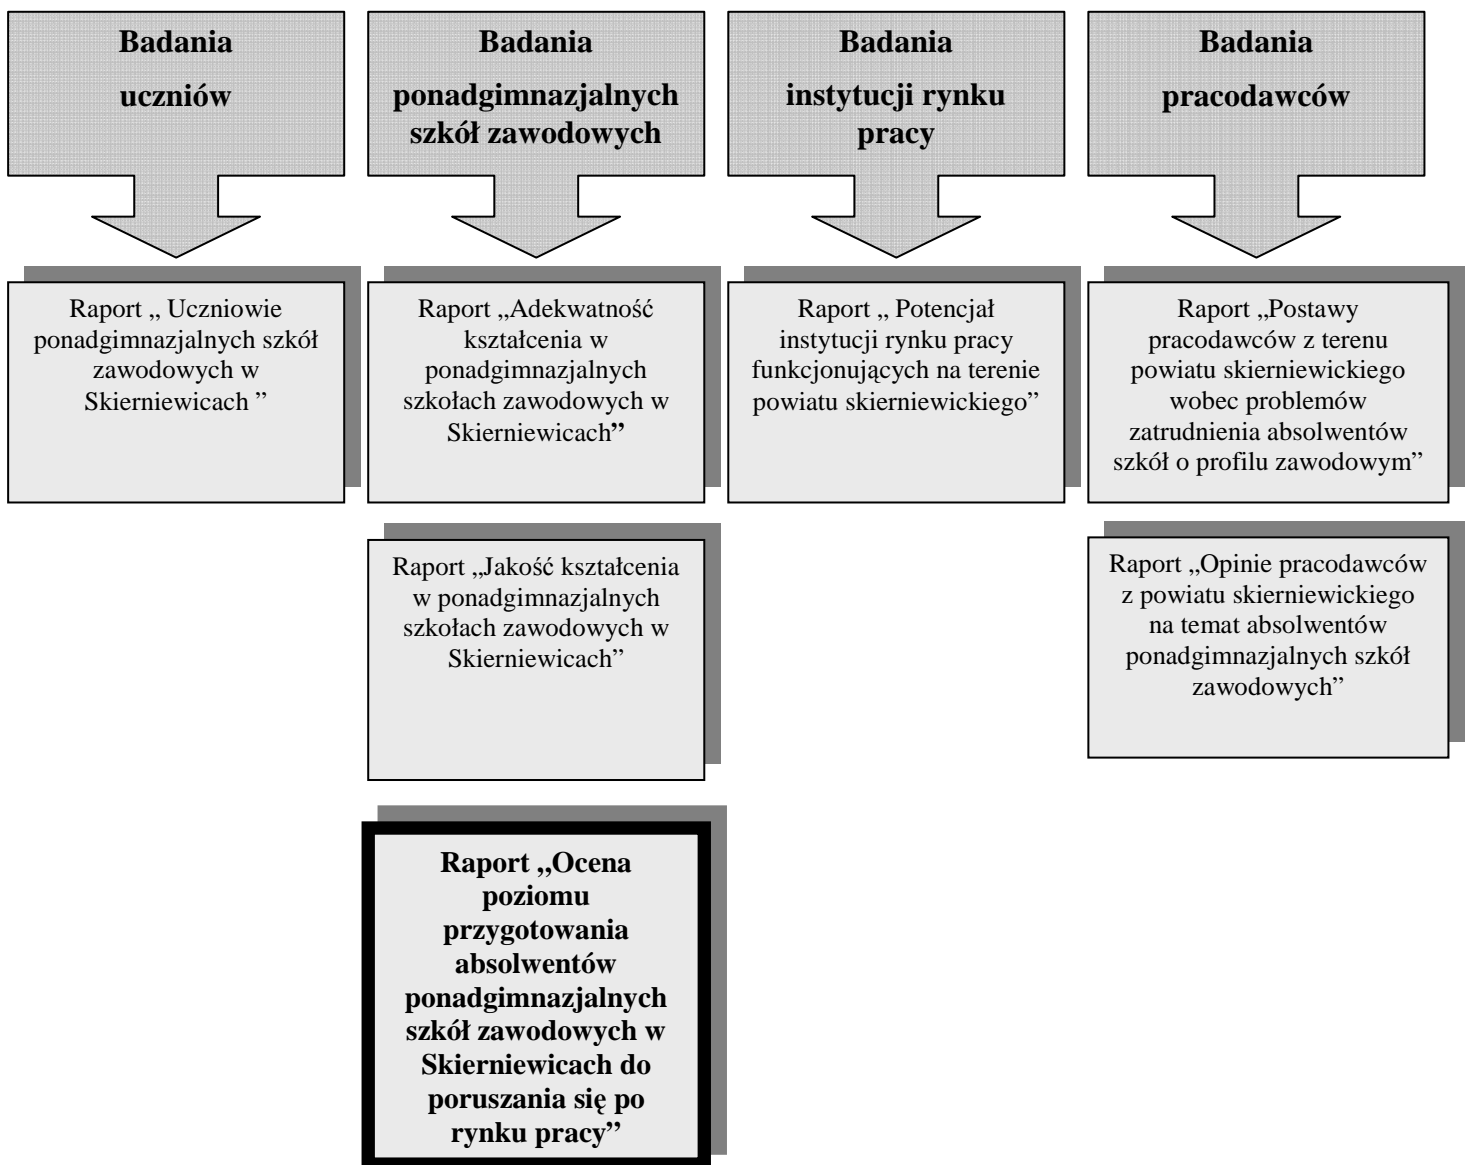 Badania
uczniów
Badania
ponadgimnazjalnych
szkół zawodowych
Badania
instytucji rynku
pracy
Badania
pracodawców
Raport „ Uczniowie
ponadgimnazjalnych szkół
zawodowych w
Skierniewicach ”
Raport „Adekwatność
kształcenia w
ponadgimnazjalnych
szkołach zawodowych w
Skierniewicach”
Raport „ Potencjał
instytucji rynku pracy
funkcjonujących na terenie
powiatu skierniewickiego”
Raport „Postawy
pracodawców z terenu
powiatu skierniewickiego
wobec problemów
zatrudnienia absolwentów
szkół o profilu zawodowym”
Raport „Jakość kształcenia
w ponadgimnazjalnych
szkołach zawodowych w
Skierniewicach”
Raport „Opinie pracodawców
z powiatu skierniewickiego
na temat absolwentów
ponadgimnazjalnych szkół
zawodowych”
Raport „Ocena
poziomu
przygotowania
absolwentów
ponadgimnazjalnych
szkół zawodowych w
Skierniewicach do
poruszania się po
rynku pracy”